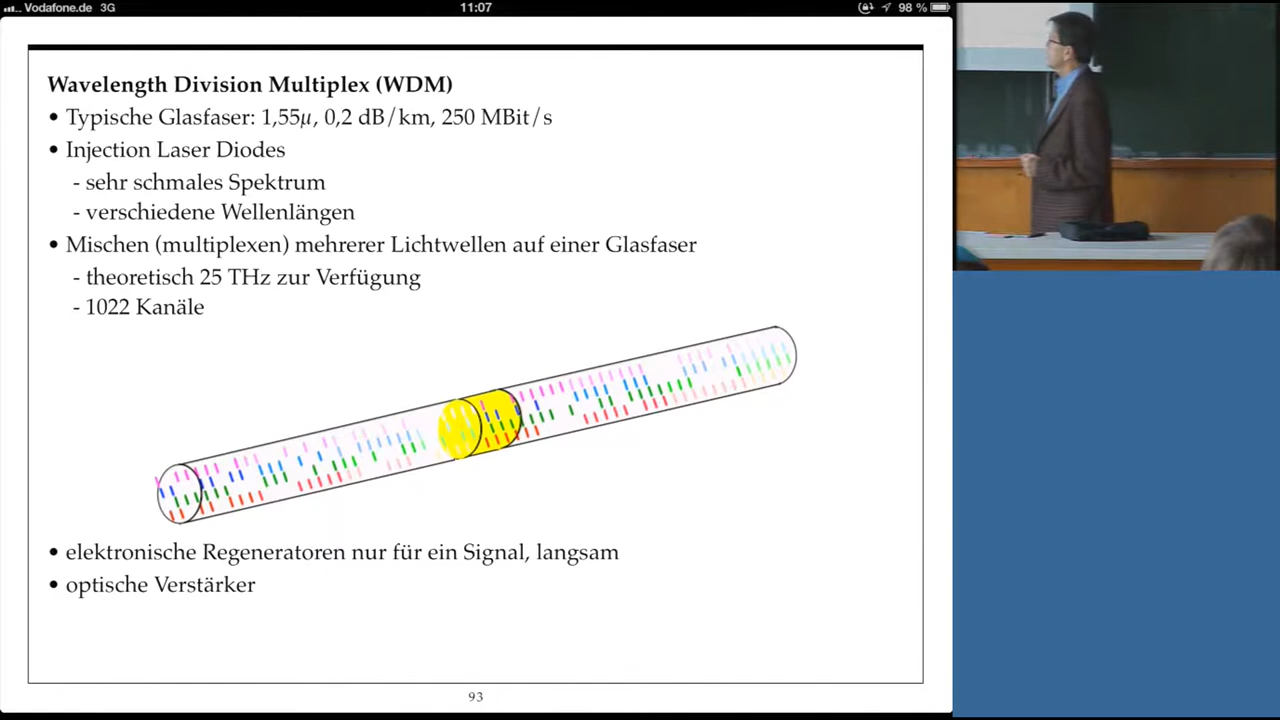 Vodafone.de 3G 11:07 98 %
Wavelength Division Multiplex (WDM)
• Typische Glasfaser: 1,55μ, 0,2 dB/km, 250 MBit/s
• Injection Laser Diodes
- sehr schmales Spektrum
- verschiedene Wellenlängen
• Mischen (multiplexen) mehrerer Lichtwellen auf einer Glasfaser
- theoretisch 25 THz zur Verfügung
- 1022 Kanäle
• elektronische Regeneratoren nur für ein Signal, langsam
• optische Verstärker
93